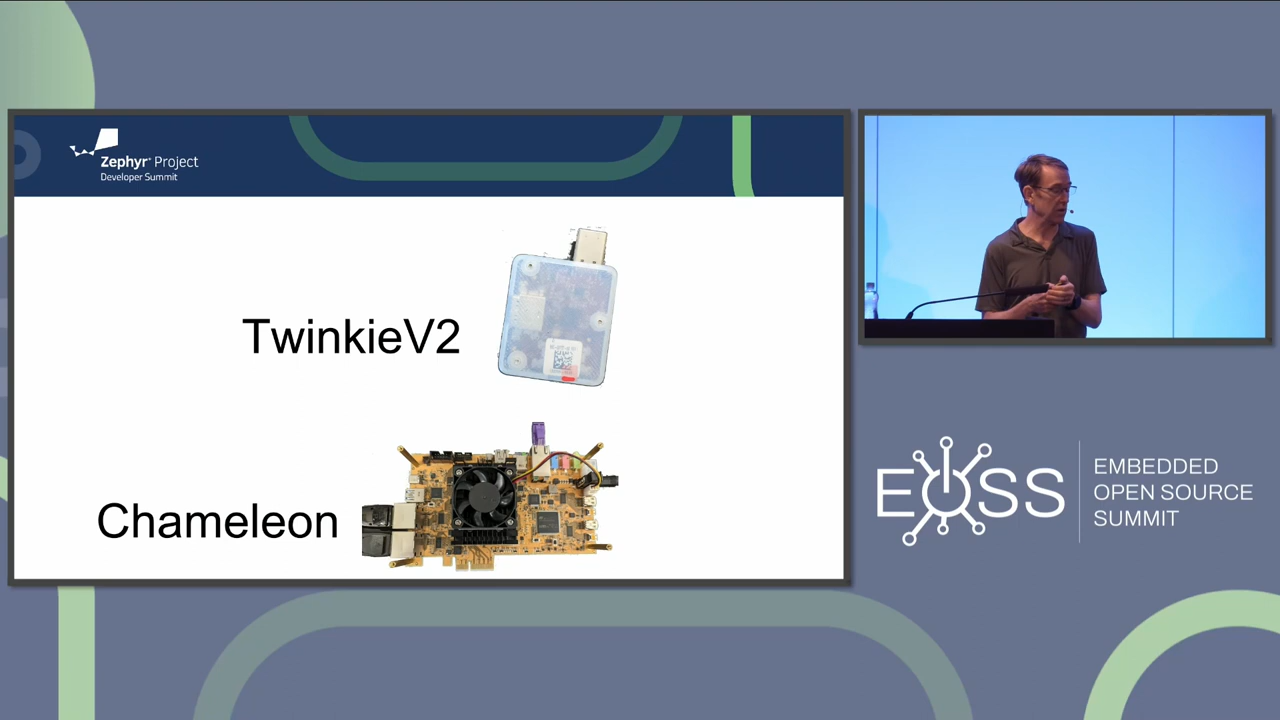 Zephyr® Project
Developer Summit
TwinkieV2
Chameleon
EOSS
EMBEDDED
OPEN SOURCE
SUMMIT